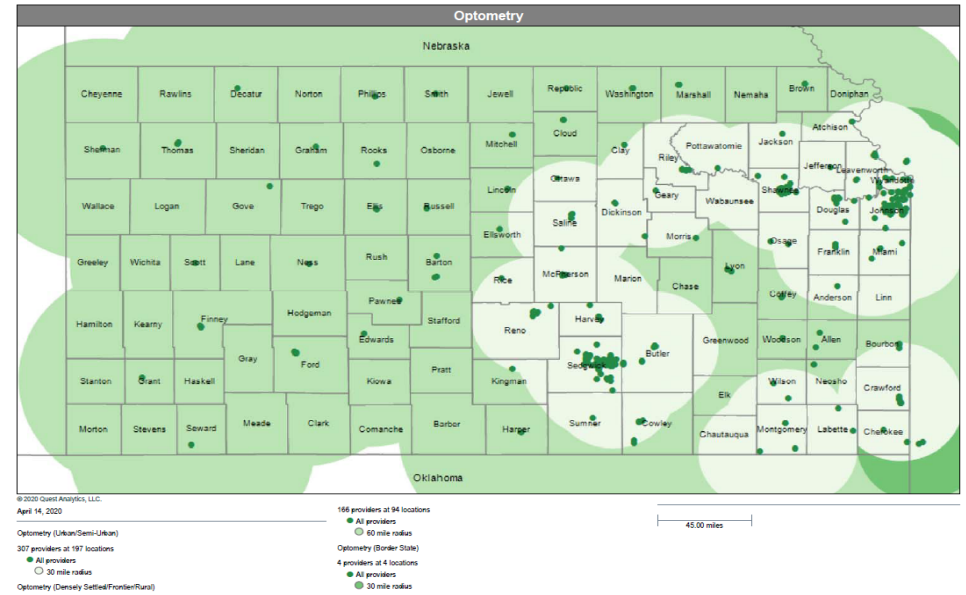 Optometry
Nebraska
Cheyenne Rawlins Decatur Norton Phillips Smith Jewell Republic Washington Marshall Nemaha Brown Doniphan
Cloud Atchison
Sherman Thomas Sheridan Graham Rooks Osborne Mitchell Clay Riley Pottawatomie Jackson
Jefferson Leavenworth
Wyandotte
Wallace Logan Gove Trego Ellis Russell Lincoln Ottawa Geary Wabaunsee Shawnee Douglas Johnson
Saline Dickinson
Ellsworth Morris Osage Franklin Miami
Greeley Wichita Scott Lane Ness Rush Barton Rice McPherson Marion Chase Lyon
Coffey Anderson Linn
Hamilton Kearny Finney Hodgeman Pawnee Stafford Reno Harvey
Edwards Greenwood Woodson Allen Bourbon
Gray Ford Sedgwick Butler
Stanton Grant Haskell Kiowa Pratt Kingman Elk Wilson Neosho Crawford
Morton Stevens Seward Meade Clark Comanche Barber Harper Sumner Cowley Chautauqua Montgomery Labette Cherokee
Oklahoma
© 2020 Quest Analytics, LLC.
April 14, 2020
Optometry (Urban/Semi-Urban)
307 providers at 197 locations
All providers
30 mile radius
Optometry (Densely Settled/Frontier/Rural)
166 providers at 94 locations
All providers
60 mile radius
Optometry (Border State)
4 providers at 4 locations
All providers
30 mile radius
45.00 miles